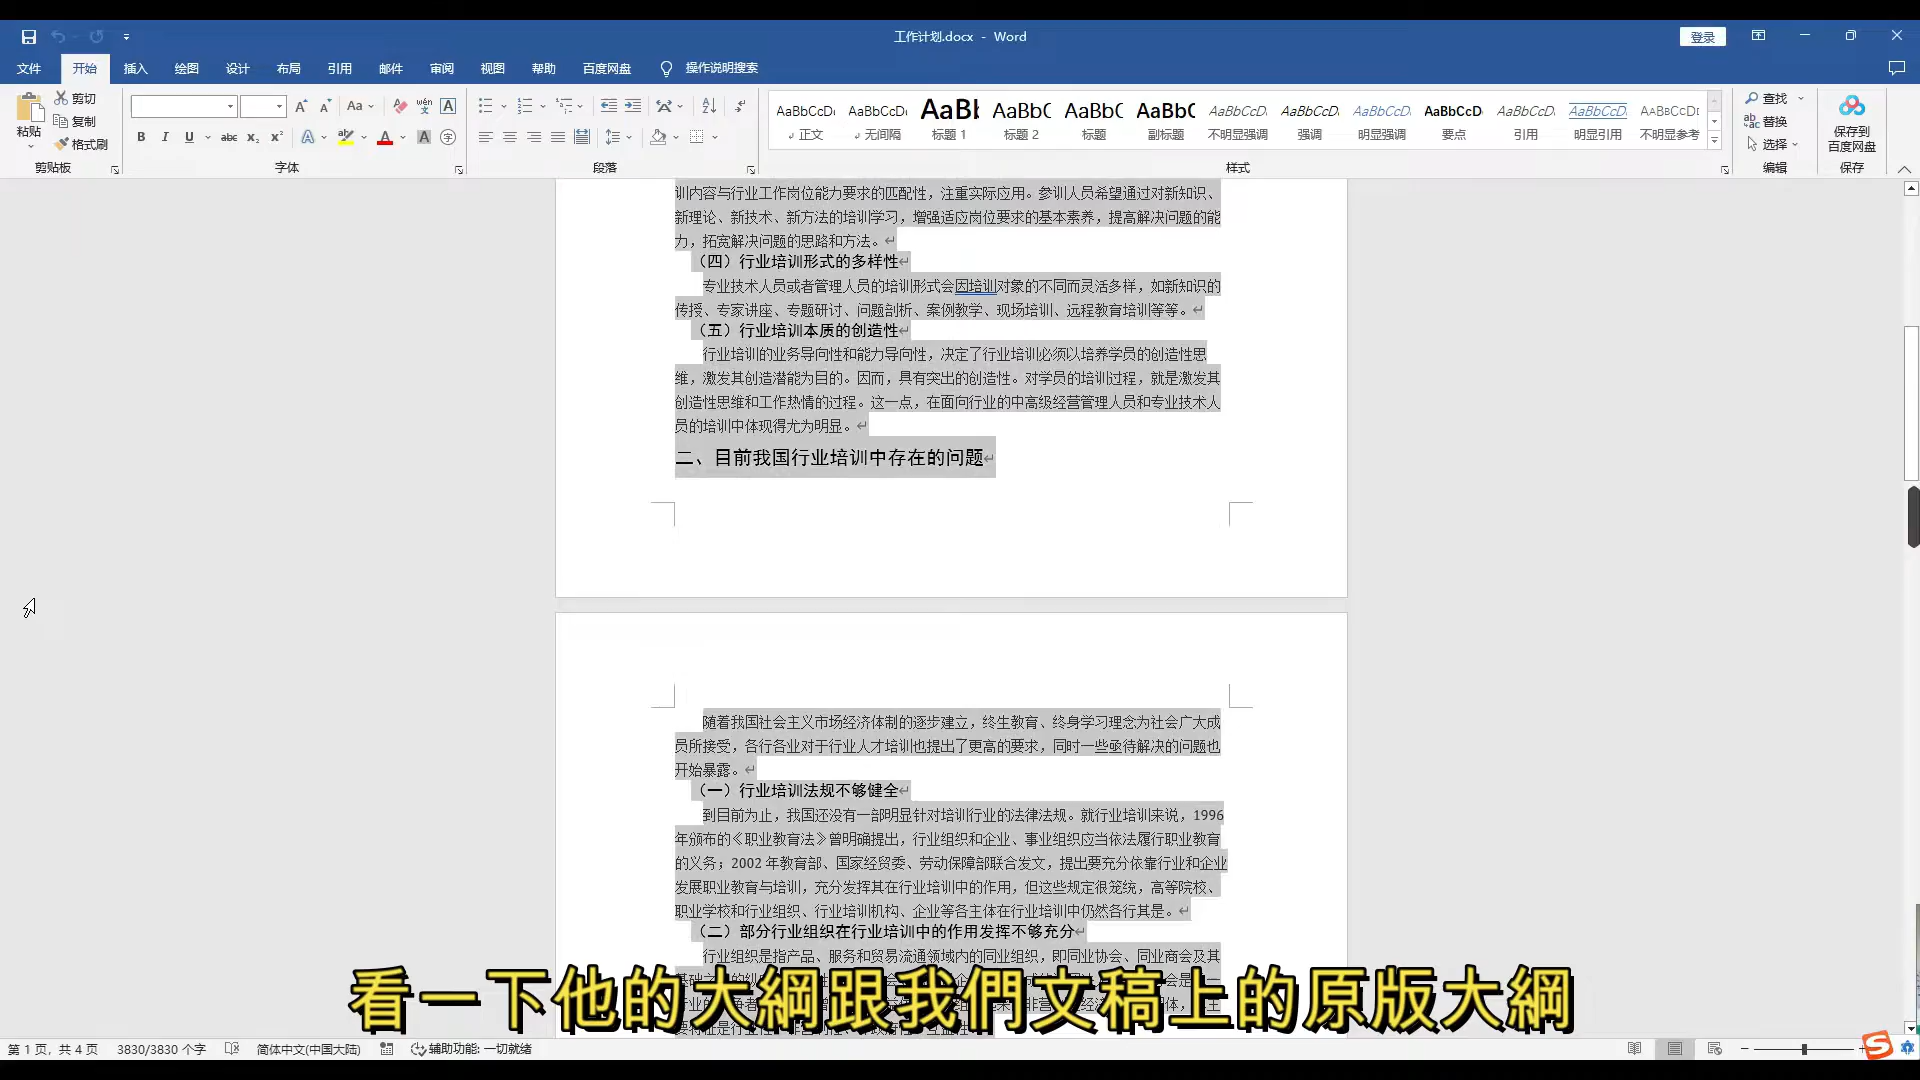 工作计划.docx - Word
登录
文件 开始 插入 绘图 设计 布局 引用 邮件 审阅 视图 帮助 百度网盘 操作说明搜索
粘贴
剪切
复制
格式刷
剪贴板
字体
段落
AaBbCcDı 正文
AaBbCcDı 无间隔
AaBb 标题 1
AaBbC 标题 2
AaBbC 标题
AaBbC 副标题
AaBbCcD. 不明显强调
AaBbCcD. 强调
AaBbCcD. 明显强调
AaBbCcD 要点
AaBbCcD. 引用
AaBbCcD. 明显引用
AaBbCcDı 不明显参考
样式
查找
替换
选择
编辑
保存到
百度网盘
保存
训内容与行业工作岗位能力要求的匹配性，注重实际应用。参训人员希望通过对新知识、
新理论、新技术、新方法的培训学习，增强适应岗位要求的基本素养，提高解决问题的能
力，拓宽解决问题的思路和方法。
（四）行业培训形式的多样性
专业技术人员或者管理人员的培训形式会因培训对象的不同而灵活多样，如新知识的
传授、专家讲座、专题研讨、问题剖析、案例教学、现场培训、远程教育培训等等。
（五）行业培训本质的创造性
行业培训的业务导向性和能力导向性，决定了行业培训必须以培养学员的创造性思
维，激发其创造潜能为目的。因而，具有突出的创造性。对学员的培训过程，就是激发其
创造性思维和工作热情的过程。这一点，在面向行业的中高级经营管理人员和专业技术人
员的培训中体现得尤为明显。
二、目前我国行业培训中存在的问题
随着我国社会主义市场经济体制的逐步建立，终生教育、终身学习理念为社会广大成
员所接受，各行各业对于行业人才培训也提出了更高的要求，同时一些亟待解决的问题也
开始暴露。
（一）行业培训法规不够健全
到目前为止，我国还没有一部明显针对培训行业的法律法规。就行业培训来说，1996
年颁布的《职业教育法》曾明确提出，行业组织和企业、事业组织应当依法履行职业教育
的义务；2002 年教育部、国家经贸委、劳动保障部联合发文，提出要充分依靠行业和企业
发展职业教育与培训，充分发挥其在行业培训中的作用，但这些规定很笼统，高等院校、
职业学校和行业组织、行业培训机构、企业等各主体在行业培训中仍然各行其是。
（二）部分行业组织在行业培训中的作用发挥不够充分
行业组织是指产品、服务和贸易流通领域内的同业组织，即同业协会、同业商会及其
看一下他的大綱跟我們文稿上的原版大綱
第 1 页，共 4 页 3830/3830 个字 简体中文(中国大陆) 辅助功能: 一切就绪